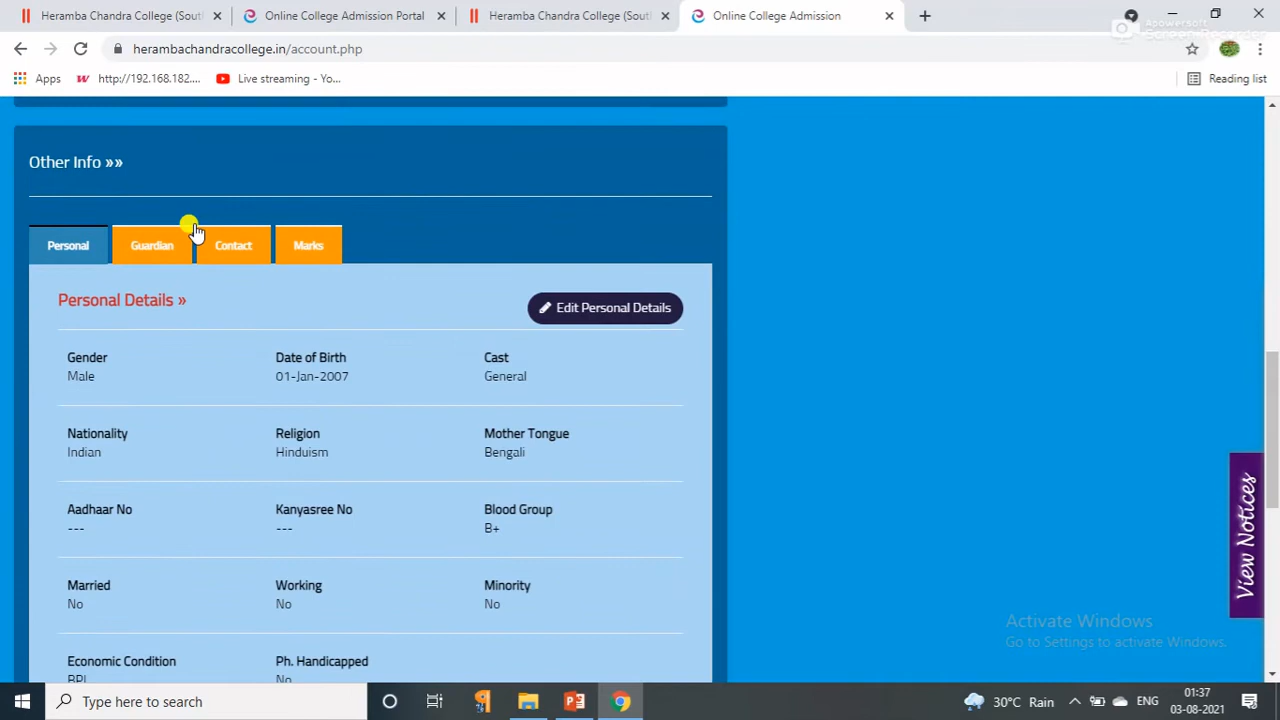 Heramba Chandra College (Sout
Online College Admission Portal
Heramba Chandra College (Sout
Online College Admission
Apowersoft
Screen Recorder
herambachandracollege.in/account.php
Apps
http://192.168.182....
Live streaming - Yo...
Reading list
Other Info »»
Personal
Guardian
Contact
Marks
Personal Details »
Edit Personal Details
Gender
Date of Birth
Cast
Male
01-Jan-2007
General
Nationality
Religion
Mother Tongue
Indian
Hinduism
Bengali
Aadhaar No
Kanyasree No
Blood Group
---
---
B+
Married
Working
Minority
No
No
No
Economic Condition
Ph. Handicapped
BPL
No
View Notices
Activate Windows
Go to Settings to activate Windows.
Type here to search
30°C Rain
ENG
01:37
03-08-2021